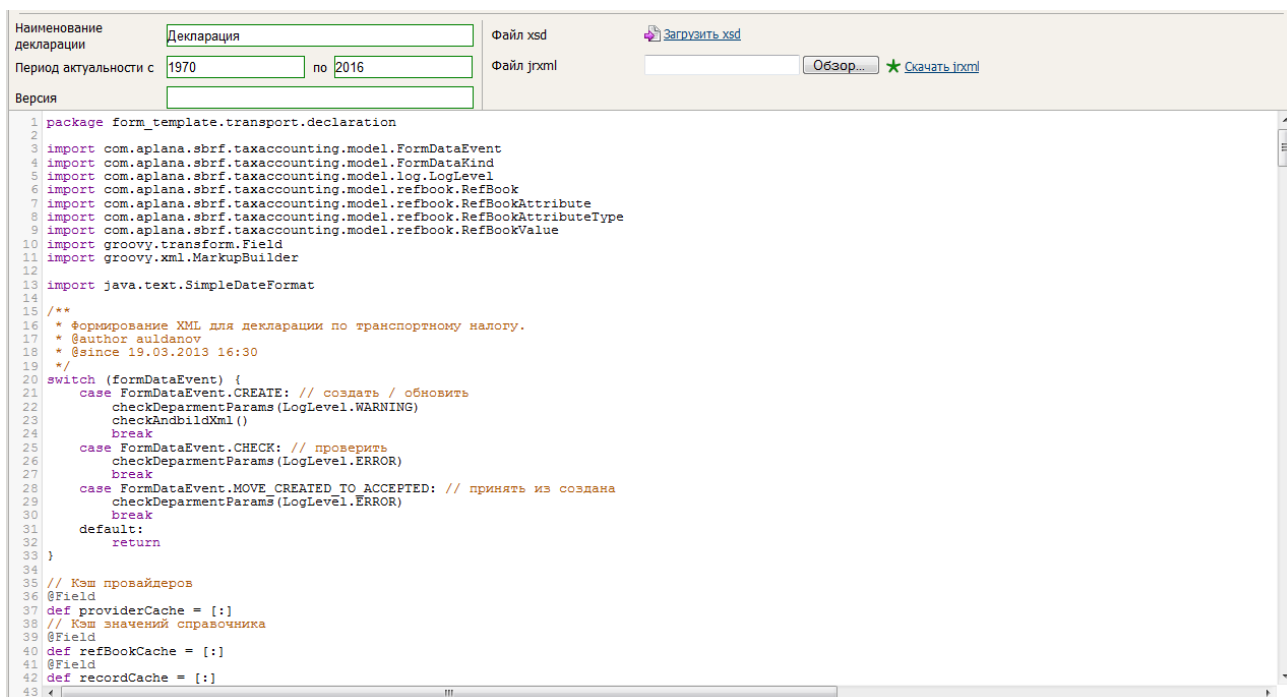 Наименование декларации Декларация Файл xsd Загрузить xsd
Период актуальности с 1970 по 2016 Файл jrxml Обзор... Скачать jrxml
Версия
1 package form_template.transport.declaration
2
3 import com.aplana.sbrf.taxaccounting.model.FormDataEvent
4 import com.aplana.sbrf.taxaccounting.model.FormDataKind
5 import com.aplana.sbrf.taxaccounting.model.log.LogLevel
6 import com.aplana.sbrf.taxaccounting.model.refbook.RefBook
7 import com.aplana.sbrf.taxaccounting.model.refbook.RefBookAttribute
8 import com.aplana.sbrf.taxaccounting.model.refbook.RefBookAttributeType
9 import com.aplana.sbrf.taxaccounting.model.refbook.RefBookValue
10 import groovy.transform.Field
11 import groovy.xml.MarkupBuilder
12
13 import java.text.SimpleDateFormat
14
15 /**
16  * Формирование XML для декларации по транспортному налогу.
17  * @author auldanov
18  * @since 19.03.2013 16:30
19  */
20 switch (formDataEvent) {
21     case FormDataEvent.CREATE: // создать / обновить
22         checkDeparmentParams(LogLevel.WARNING)
23         checkAndbildXml()
24         break
25     case FormDataEvent.CHECK: // проверить
26         checkDeparmentParams(LogLevel.ERROR)
27         break
28     case FormDataEvent.MOVE_CREATED_TO_ACCEPTED: // принять из создана
29         checkDeparmentParams(LogLevel.ERROR)
30         break
31     default:
32         return
33 }
34
35 // Кэш провайдеров
36 @Field
37 def providerCache = [:]
38 // Кэш значений справочника
39 @Field
40 def refBookCache = [:]
41 @Field
42 def recordCache = [:]
43